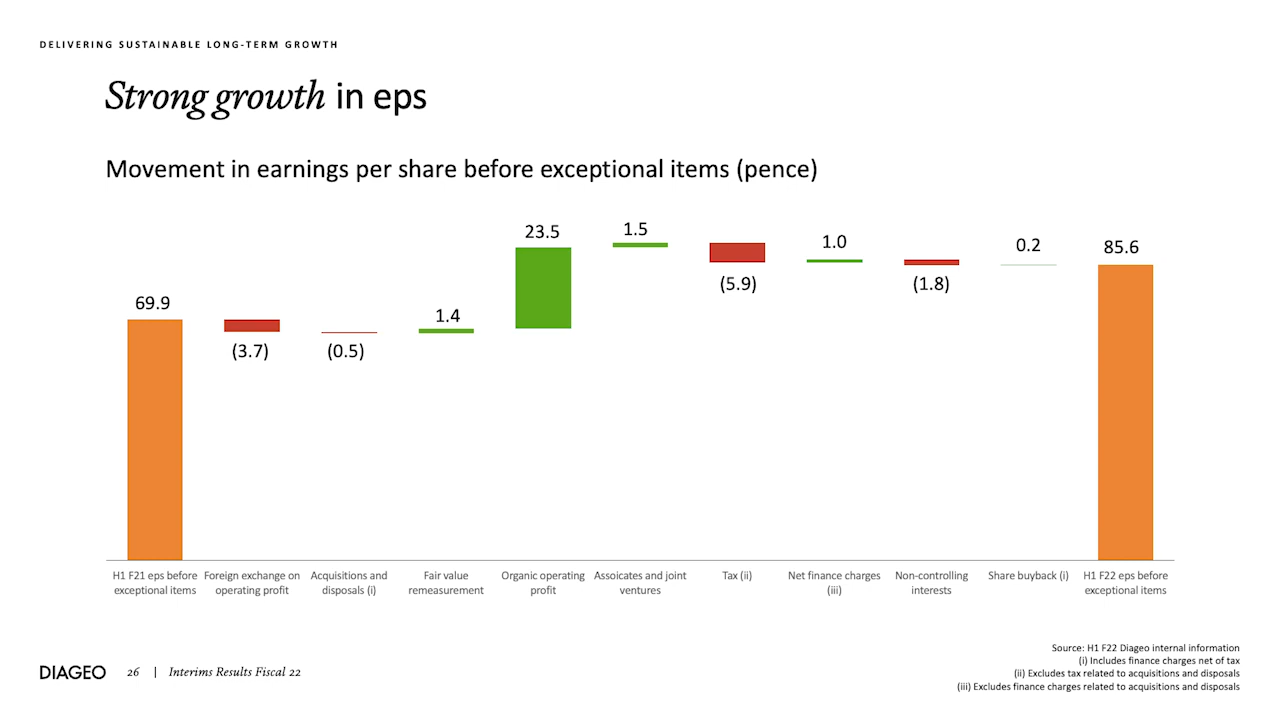 DELIVERING SUSTAINABLE LONG-TERM GROWTH
Strong growth in eps
Movement in earnings per share before exceptional items (pence)
69.9
(3.7)
(0.5)
1.4
23.5
1.5
(5.9)
1.0
(1.8)
0.2
85.6
H1 F21 eps before
exceptional items
Foreign exchange on
operating profit
Acquisitions and
disposals (i)
Fair value
remeasurement
Organic operating
profit
Assoicates and joint
ventures
Tax (ii)
Net finance charges
(iii)
Non-controlling
interests
Share buyback (i)
H1 F22 eps before
exceptional items
Source: H1 F22 Diageo internal information
(i) Includes finance charges net of tax
(ii) Excludes tax related to acquisitions and disposals
(iii) Excludes finance charges related to acquisitions and disposals
DIAGEO 26 | Interims Results Fiscal 22